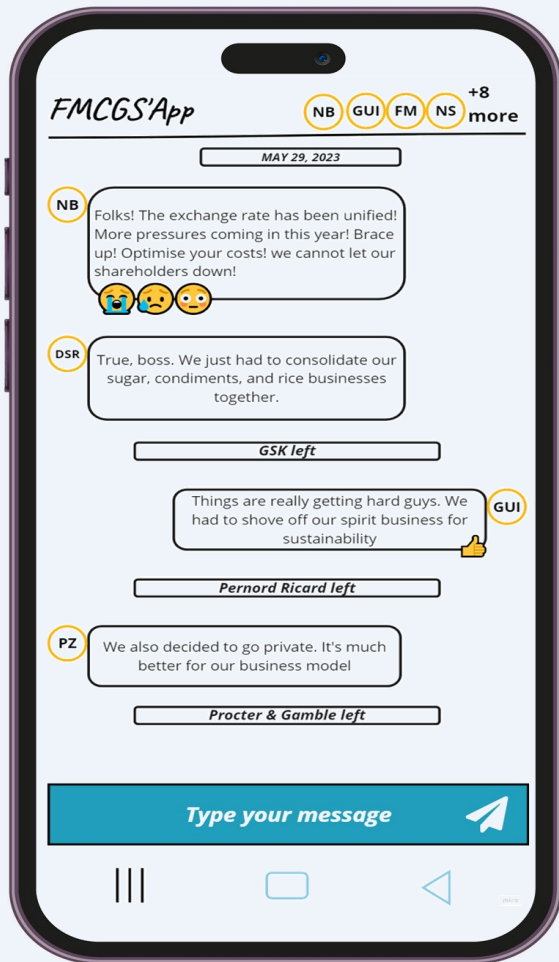 FMCGS'App
NB GUI FM NS +8 more
MAY 29, 2023
NB
Folks! The exchange rate has been unified!
More pressures coming in this year! Brace
up! Optimise your costs! we cannot let our
shareholders down!
DSR
True, boss. We just had to consolidate our
sugar, condiments, and rice businesses
together.
GSK left
Things are really getting hard guys. We
had to shove off our spirit business for
sustainability
GUI
Pernord Ricard left
PZ
We also decided to go private. It's much
better for our business model
Procter & Gamble left
Type your message
miro